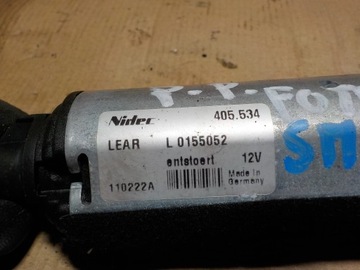 Nidec 405.534
LEAR L 0155052
entstoert 12V
110222A Made in
Germany
P.P.